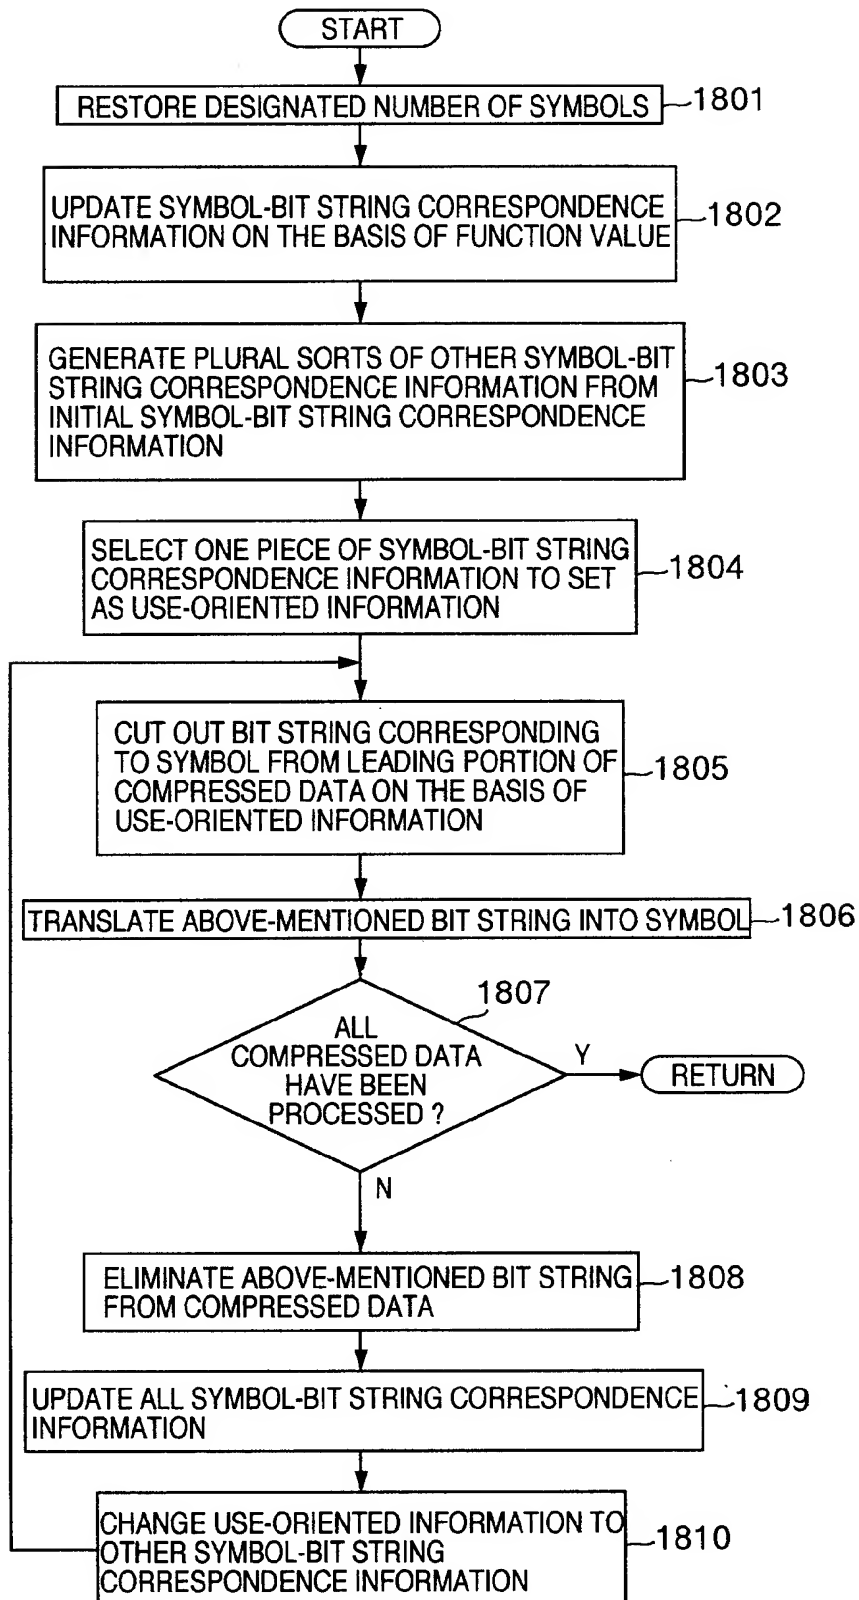 START
RESTORE DESIGNATED NUMBER OF SYMBOLS
1801
UPDATE SYMBOL-BIT STRING CORRESPONDENCE
INFORMATION ON THE BASIS OF FUNCTION VALUE
1802
GENERATE PLURAL SORTS OF OTHER SYMBOL-BIT
STRING CORRESPONDENCE INFORMATION FROM
INITIAL SYMBOL-BIT STRING CORRESPONDENCE
INFORMATION
1803
SELECT ONE PIECE OF SYMBOL-BIT STRING
CORRESPONDENCE INFORMATION TO SET
AS USE-ORIENTED INFORMATION
1804
CUT OUT BIT STRING CORRESPONDING
TO SYMBOL FROM LEADING PORTION OF
COMPRESSED DATA ON THE BASIS OF
USE-ORIENTED INFORMATION
1805
TRANSLATE ABOVE-MENTIONED BIT STRING INTO SYMBOL
1806
1807
ALL
COMPRESSED DATA
HAVE BEEN
PROCESSED ?
Y
RETURN
N
ELIMINATE ABOVE-MENTIONED BIT STRING
FROM COMPRESSED DATA
1808
UPDATE ALL SYMBOL-BIT STRING CORRESPONDENCE
INFORMATION
1809
CHANGE USE-ORIENTED INFORMATION TO
OTHER SYMBOL-BIT STRING
CORRESPONDENCE INFORMATION
1810